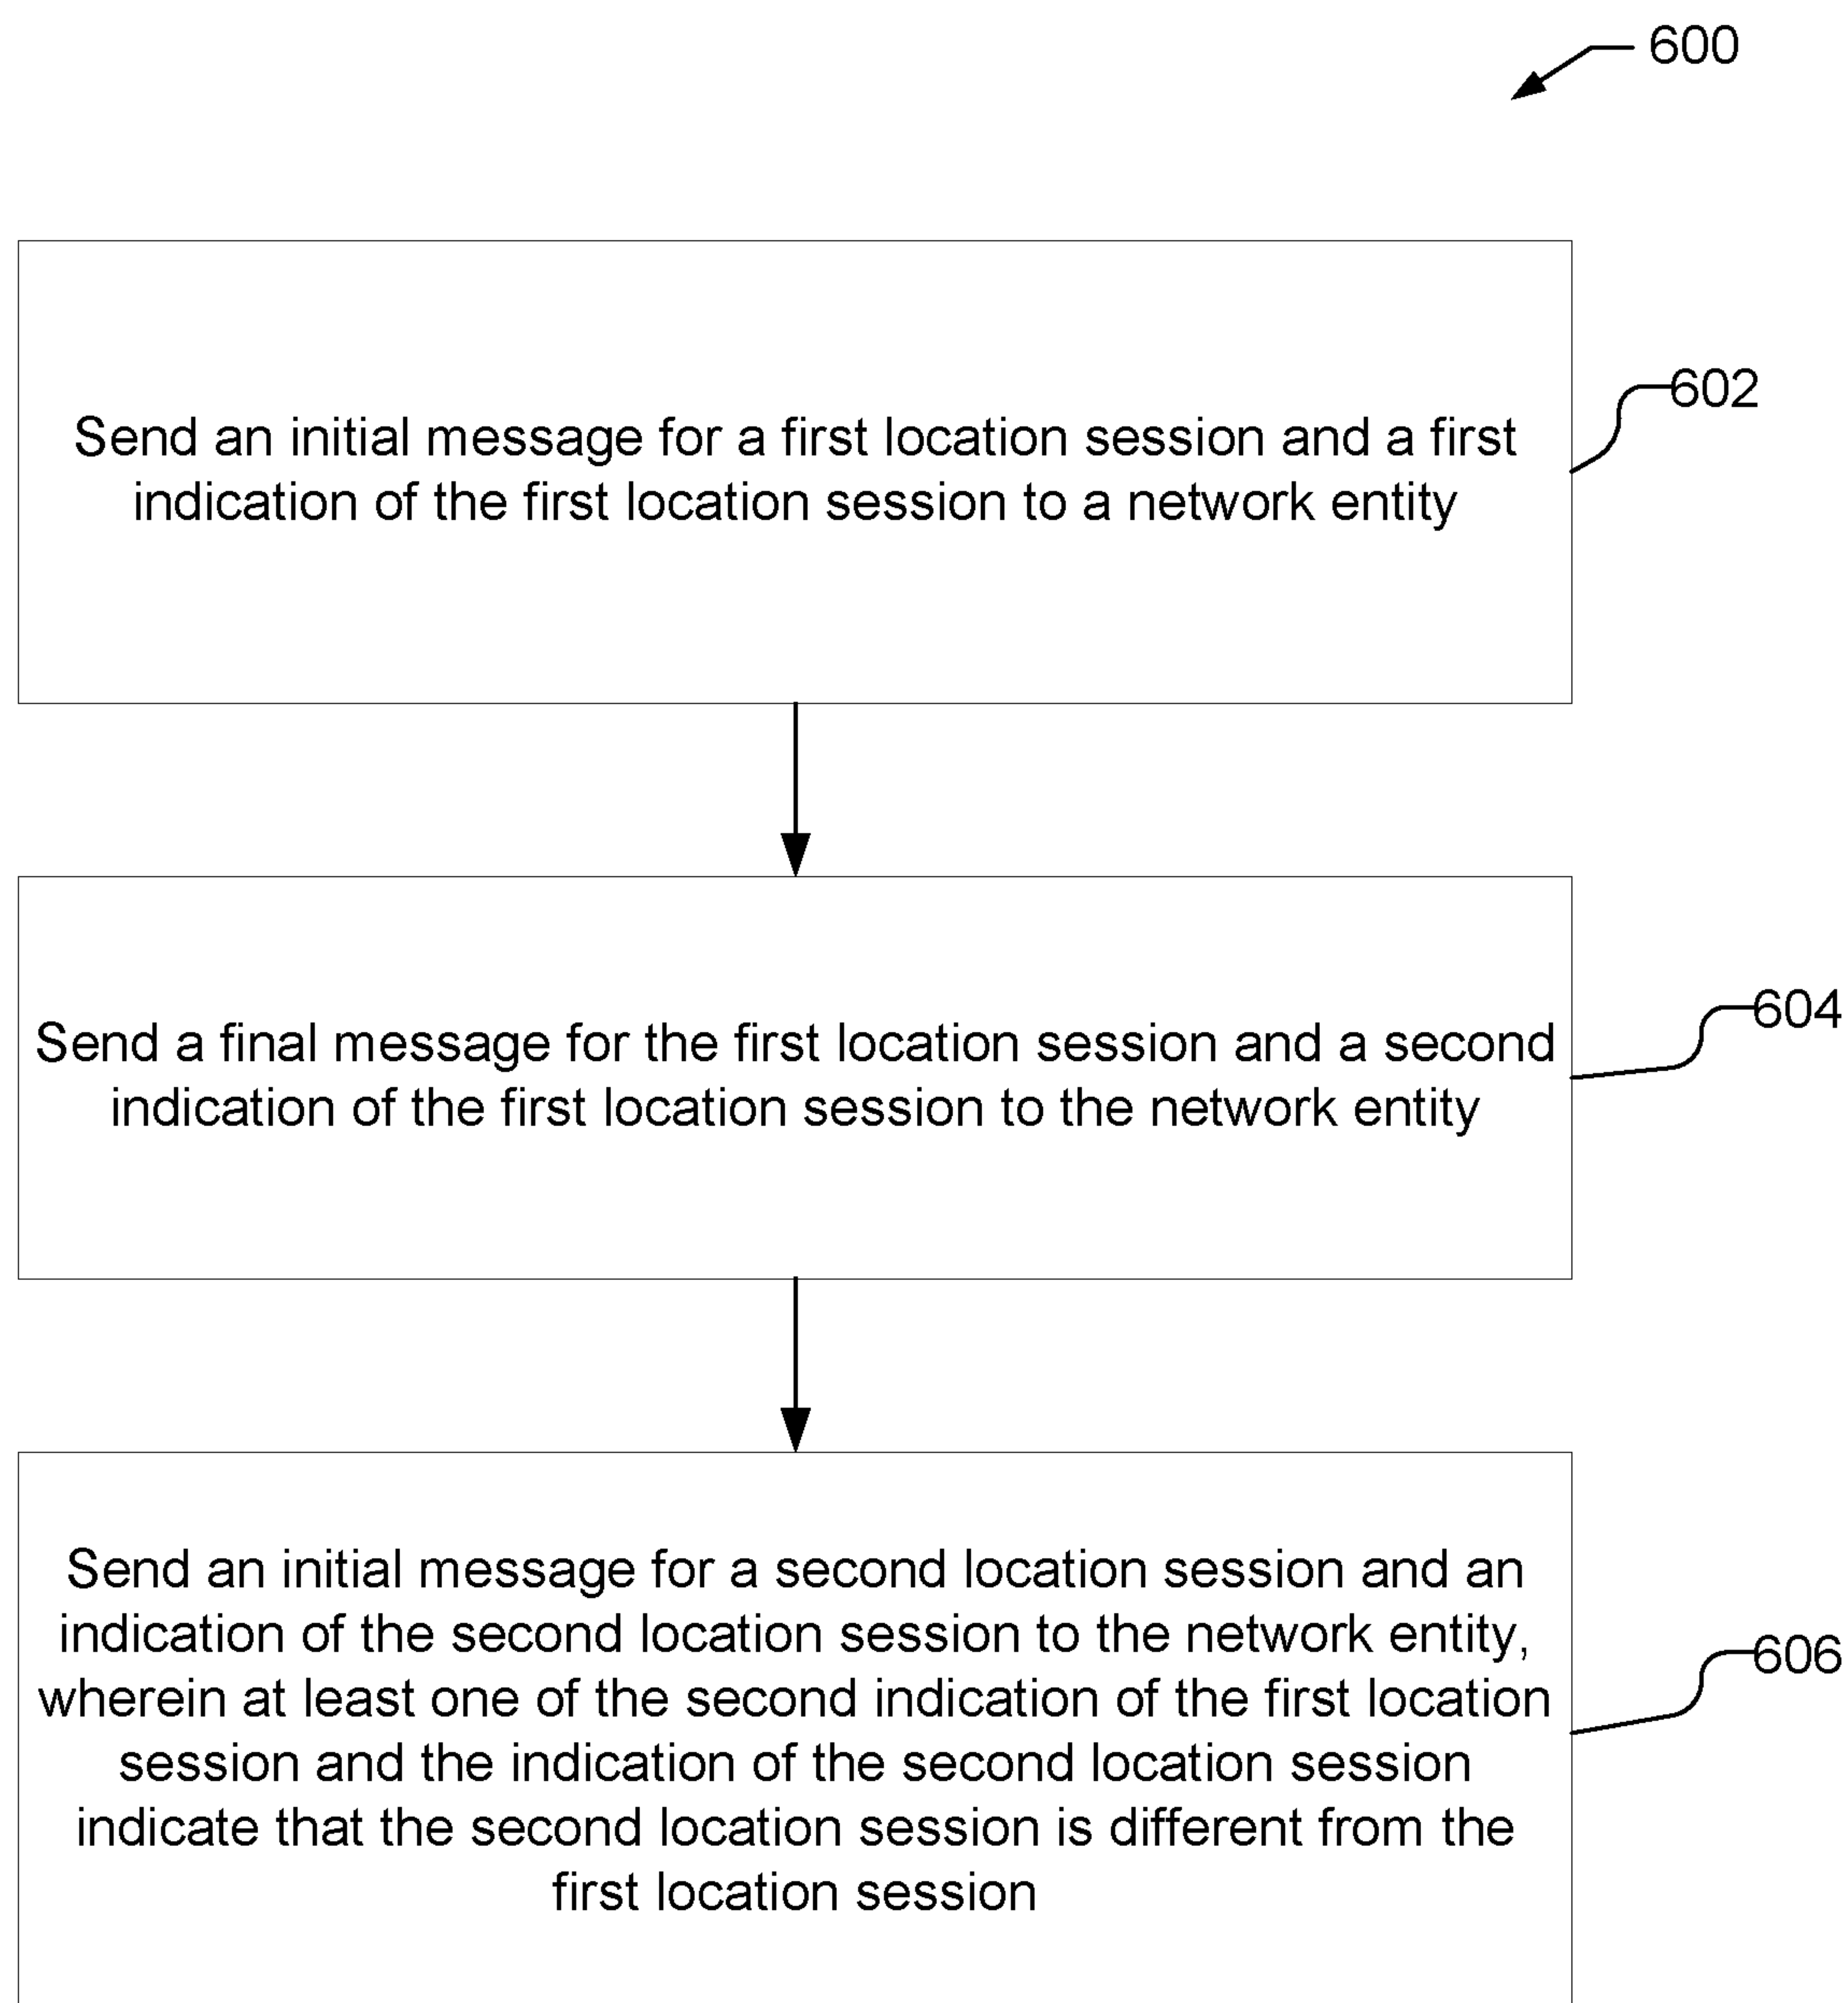 600
Send an initial message for a first location session and a first
indication of the first location session to a network entity
602
Send a final message for the first location session and a second
indication of the first location session to the network entity
604
Send an initial message for a second location session and an
indication of the second location session to the network entity,
wherein at least one of the second indication of the first location
session and the indication of the second location session
indicate that the second location session is different from the
first location session
606